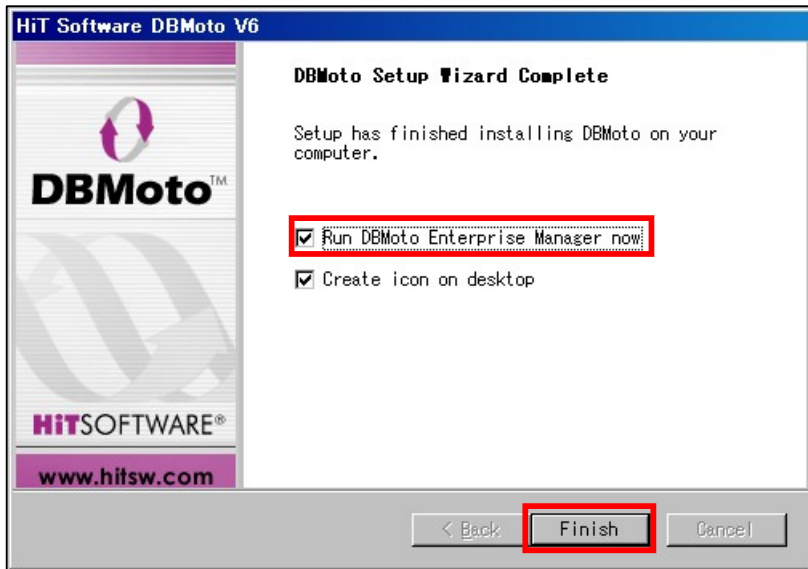 HiT Software DBMoto V6
DBMoto™
HiTSOFTWARE®
www.hitsw.com
DBMoto Setup Wizard Complete
Setup has finished installing DBMoto on your
computer.
Run DBMoto Enterprise Manager now
Create icon on desktop
< Back
Finish
Cancel